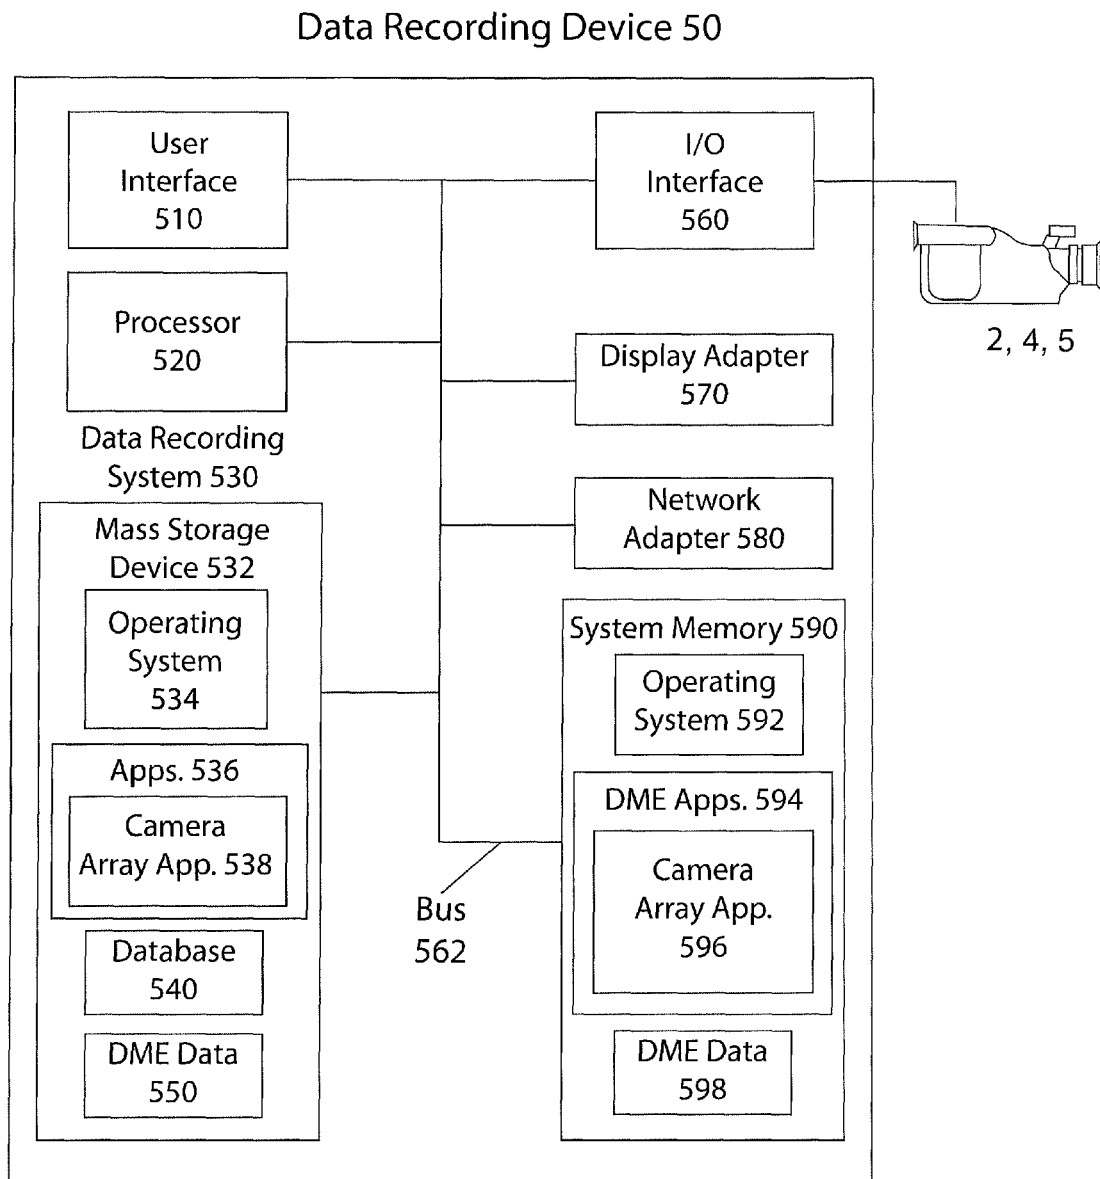 Data Recording Device 50
User
Interface
510
I/O
Interface
560
2, 4, 5
Processor
520
Display Adapter
570
Data Recording
System 530
Network
Adapter 580
Mass Storage
Device 532
Operating
System
534
Apps. 536
Camera
Array App. 538
Database
540
DME Data
550
Bus
562
System Memory 590
Operating
System 592
DME Apps. 594
Camera
Array App.
596
DME Data
598